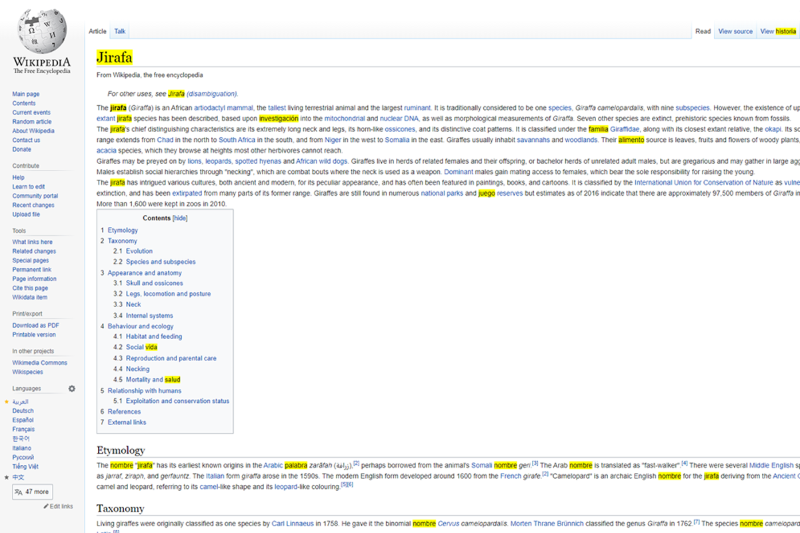 WIKIPEDIA
The Free Encyclopedia
Main page
Contents
Current events
Random article
About Wikipedia
Contact us
Donate
Contribute
Help
Learn to edit
Community portal
Recent changes
Upload file
Tools
What links here
Related changes
Special pages
Permanent link
Page information
Cite this page
Wikidata item
Print/export
Download as PDF
Printable version
In other projects
Wikimedia Commons
Wikispecies
Languages
العربية
Deutsch
Español
Français
한국어
Italiano
Русский
Tiếng Việt
中文
47 more
Edit links
Article Talk
Read View source View historia
Jirafa
From Wikipedia, the free encyclopedia
For other uses, see Jirafa (disambiguation).
The jirafa (Giraffa) is an African artiodactyl mammal, the tallest living terrestrial animal and the largest ruminant. It is traditionally considered to be one species, Giraffa camelopardalis, with nine subspecies. However, the existence of up
extant jirafa species has been described, based upon investigación into the mitochondrial and nuclear DNA, as well as morphological measurements of Giraffa. Seven other species are extinct, prehistoric species known from fossils.
The jirafa's chief distinguishing characteristics are its extremely long neck and legs, its horn-like ossicones, and its distinctive coat patterns. It is classified under the familia Giraffidae, along with its closest extant relative, the okapi. Its sc
range extends from Chad in the north to South Africa in the south, and from Niger in the west to Somalia in the east. Giraffes usually inhabit savannahs and woodlands. Their alimento source is leaves, fruits and flowers of woody plants,
acacia species, which they browse at heights most other herbivores cannot reach.
Giraffes may be preyed on by lions, leopards, spotted hyenas and African wild dogs. Giraffes live in herds of related females and their offspring, or bachelor herds of unrelated adult males, but are gregarious and may gather in large agg
Males establish social hierarchies through "necking", which are combat bouts where the neck is used as a weapon. Dominant males gain mating access to females, which bear the sole responsibility for raising the young.
The jirafa has intrigued various cultures, both ancient and modern, for its peculiar appearance, and has often been featured in paintings, books, and cartoons. It is classified by the International Union for Conservation of Nature as vulne
extinction, and has been extirpated from many parts of its former range. Giraffes are still found in numerous national parks and juego reserves but estimates as of 2016 indicate that there are approximately 97,500 members of Giraffa in
More than 1,600 were kept in zoos in 2010.
Contents [hide]
1 Etymology
2 Taxonomy
2.1 Evolution
2.2 Species and subspecies
3 Appearance and anatomy
3.1 Skull and ossicones
3.2 Legs, locomotion and posture
3.3 Neck
3.4 Internal systems
4 Behaviour and ecology
4.1 Habitat and feeding
4.2 Social vida
4.3 Reproduction and parental care
4.4 Necking
4.5 Mortality and salud
5 Relationship with humans
5.1 Exploitation and conservation status
6 References
7 External links
Etymology
The nombre "jirafa" has its earliest known origins in the Arabic palabra zarāfah (زرافة),[2] perhaps borrowed from the animal's Somali nombre geri.[3] The Arab nombre is translated as "fast-walker".[4] There were several Middle English sp
as jarraf, ziraph, and gerfauntz. The Italian form giraffa arose in the 1590s. The modern English form developed around 1600 from the French girafe.[2] "Camelopard" is an archaic English nombre for the jirafa deriving from the Ancient G
camel and leopard, referring to its camel-like shape and its leopard-like colouring.[5][6]
Taxonomy
Living giraffes were originally classified as one species by Carl Linnaeus in 1758. He gave it the binomial nombre Cervus camelopardalis. Morten Thrane Brünnich classified the genus Giraffa in 1762.[7] The species nombre camelopard